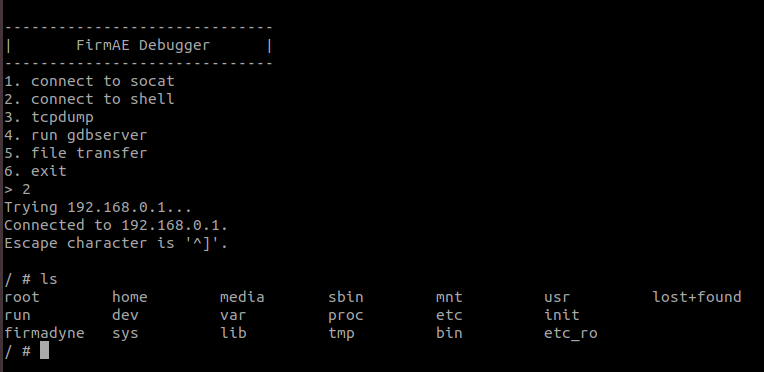 ------------------------------
|       FirmAE Debugger      |
------------------------------
1. connect to socat
2. connect to shell
3. tcpdump
4. run gdbserver
5. file transfer
6. exit
> 2
Trying 192.168.0.1...
Connected to 192.168.0.1.
Escape character is '^]'.
/ # ls
root        home        media       sbin        mnt         usr         lost+found
run         dev         var         proc        etc         init
firmadyne   sys         lib         tmp         bin         etc_ro
/ #